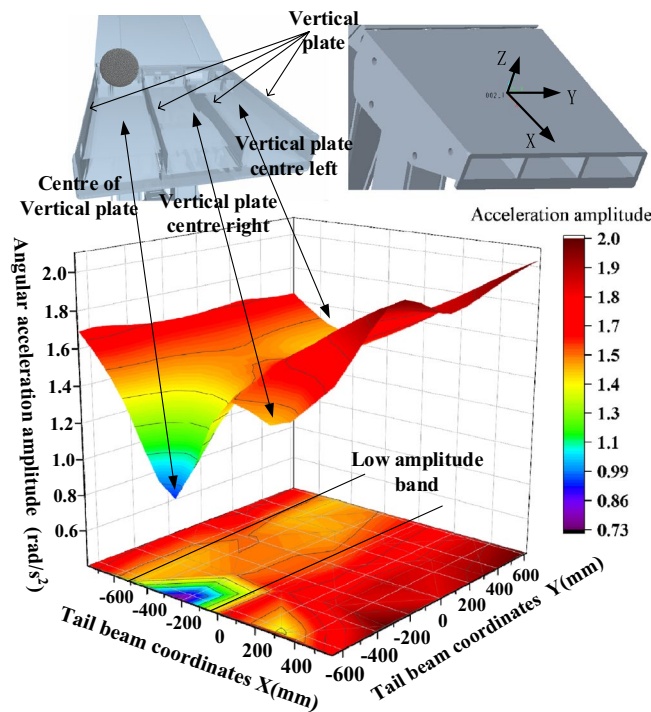 Vertical
plate
Z
Y
X
Vertical plate
centre left
Centre of
Vertical plate
Vertical plate
centre right
Acceleration amplitude
Angular acceleration amplitude (rad/s²)
2.0
1.8
1.6
1.4
1.2
1.0
0.8
0.6
2.0
1.9
1.8
1.7
1.5
1.4
1.3
1.1
0.99
0.86
0.73
Low amplitude
band
-600
-400
-200
0
200
400
Tail beam coordinates X(mm)
-600
-400
-200
0
200
400
600
Tail beam coordinates Y(mm)